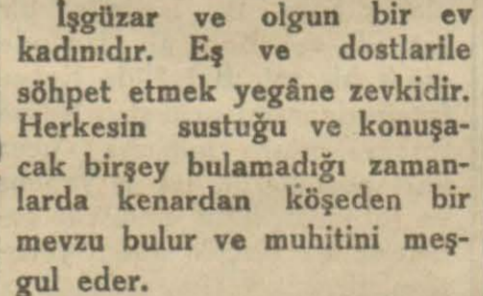 İşgüzar ve olgun bir ev
kadınıdır. Eş ve dostlarile
söhpet etmek yegâne zevkidir.
Herkesin sustuğu ve konuşa-
cak birşey bulamadığı zaman-
larda kenardan köşeden bir
mevzu bulur ve muhitini meş-
gul eder.